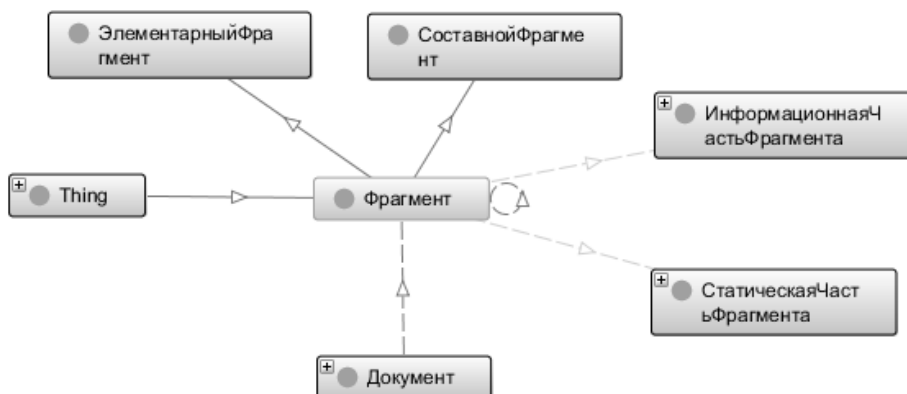 ЭлементарныйФра
гмент
СоставнойФрагме
нт
ИнформационнаяЧ
астьФрагмента
Thing
Фрагмент
СтатическаяЧаст
ьФрагмента
Документ